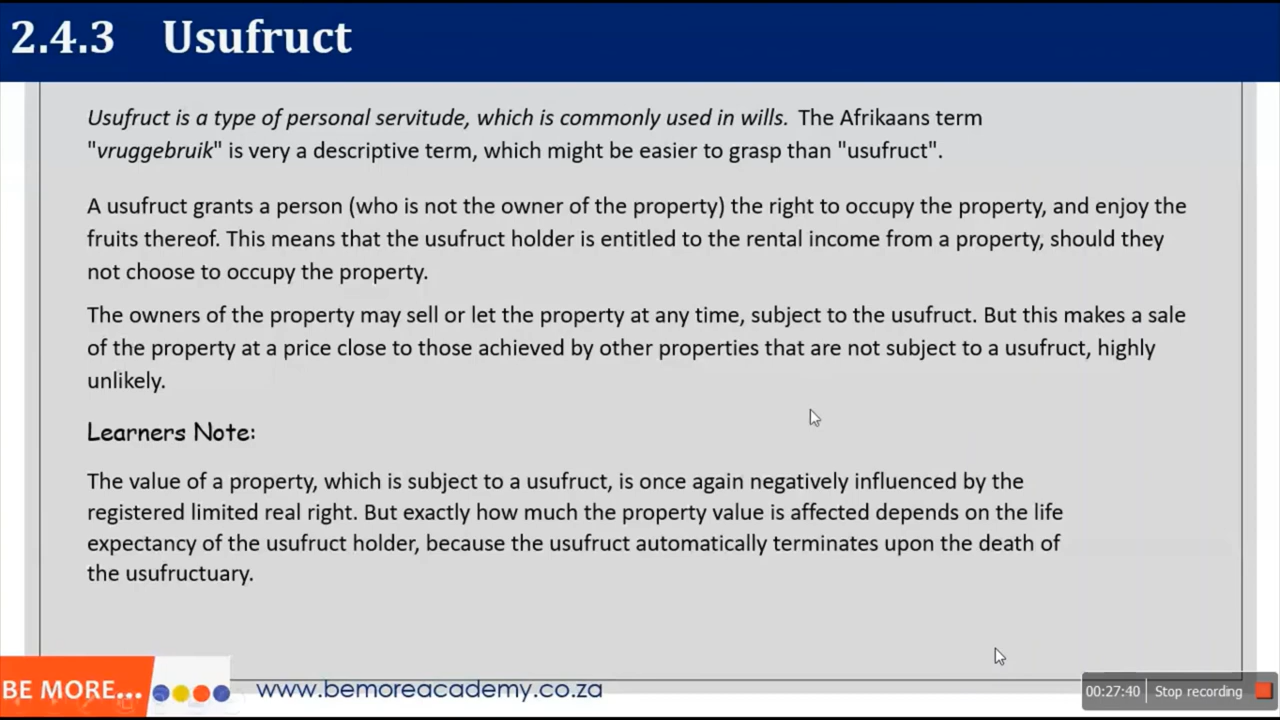 2.4.3 Usufruct
Usufruct is a type of personal servitude, which is commonly used in wills. The Afrikaans term
"vruggebruik" is very a descriptive term, which might be easier to grasp than "usufruct".
A usufruct grants a person (who is not the owner of the property) the right to occupy the property, and enjoy the
fruits thereof. This means that the usufruct holder is entitled to the rental income from a property, should they
not choose to occupy the property.
The owners of the property may sell or let the property at any time, subject to the usufruct. But this makes a sale
of the property at a price close to those achieved by other properties that are not subject to a usufruct, highly
unlikely.
Learners Note:
The value of a property, which is subject to a usufruct, is once again negatively influenced by the
registered limited real right. But exactly how much the property value is affected depends on the life
expectancy of the usufruct holder, because the usufruct automatically terminates upon the death of
the usufructuary.
BE MORE... www.bemoreacademy.co.za
00:27:40 Stop recording